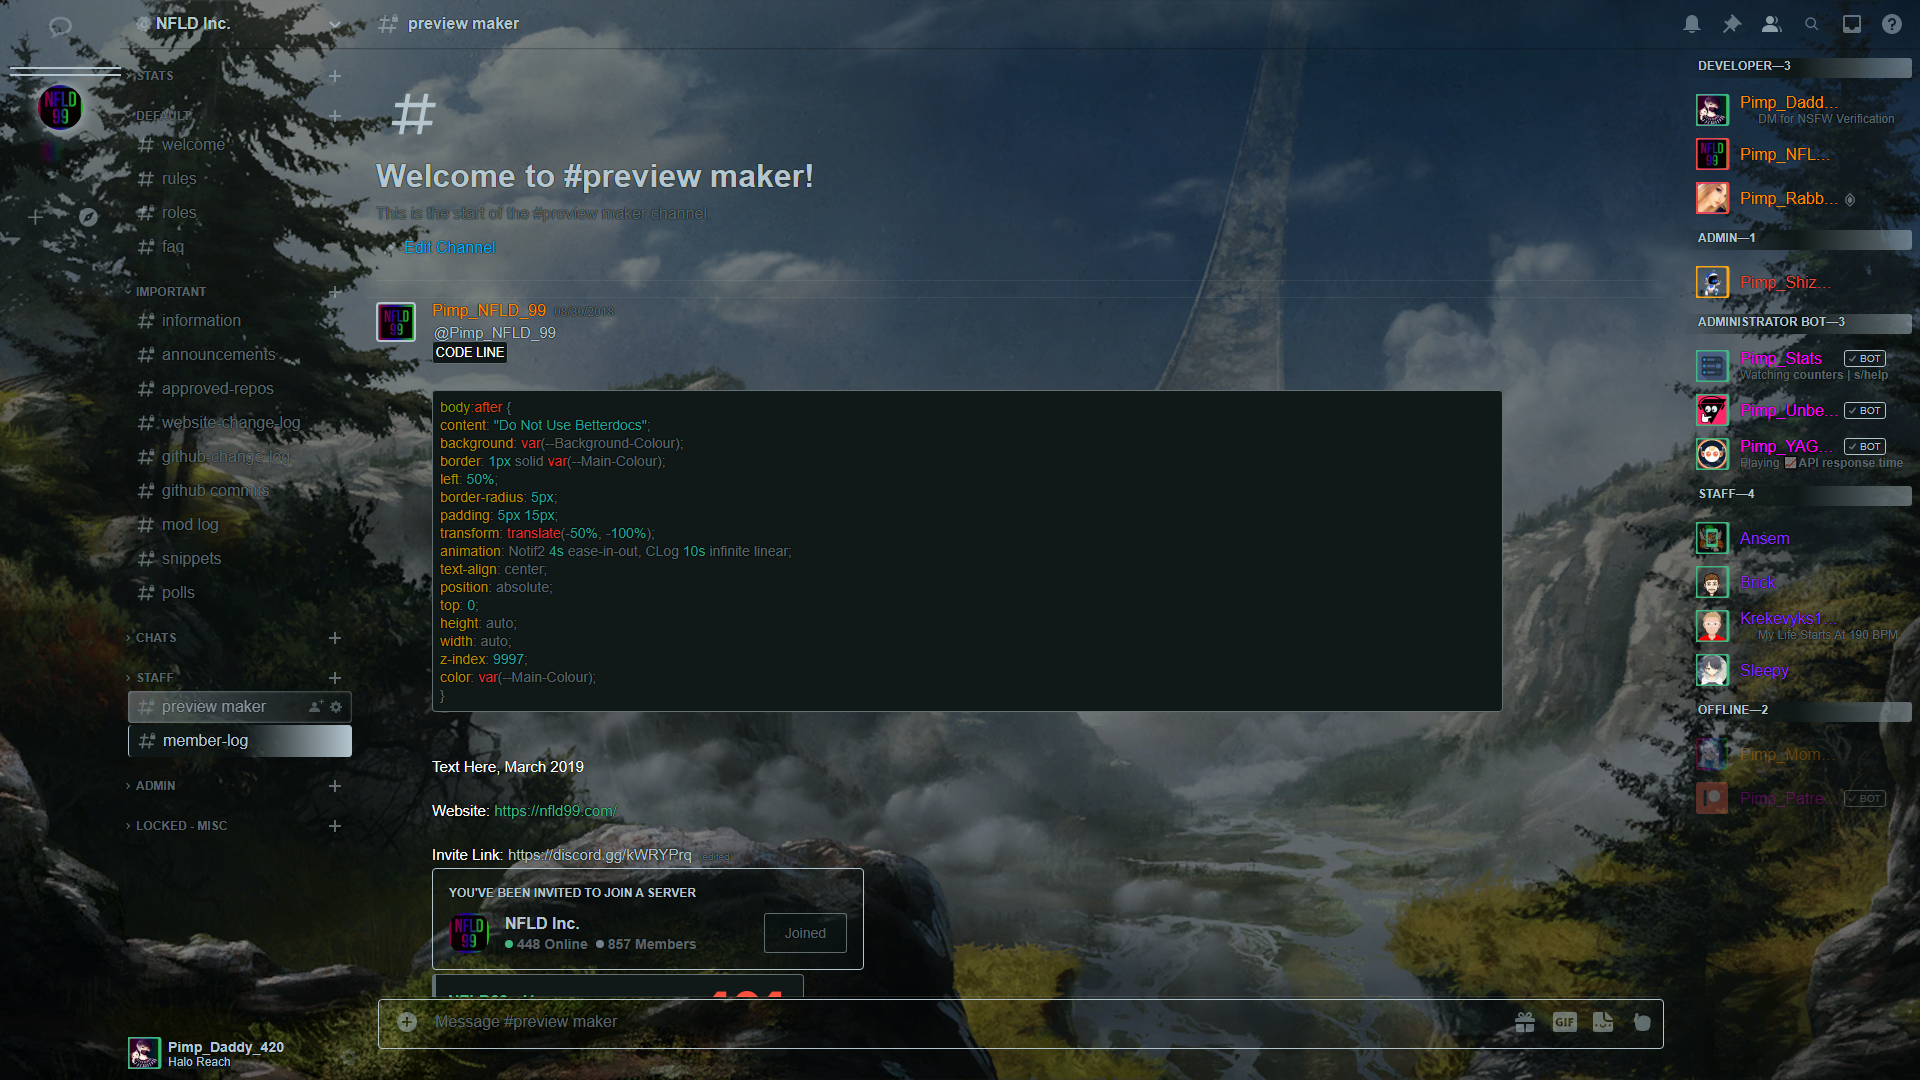 NFLD Inc.
STATS
DEFAULT
welcome
rules
roles
faq
IMPORTANT
information
announcements
approved-repos
website-change-log
github-change-log
github commits
mod log
snippets
polls
CHATS
STAFF
preview maker
member-log
ADMIN
LOCKED - MISC
Pimp_Daddy_420
Halo Reach
preview maker
Welcome to #preview maker!
This is the start of the #preview maker channel.
Edit Channel
Pimp_NFLD_99 08/30/2018
@Pimp_NFLD_99
CODE LINE
body:after {
content: "Do Not Use Betterdocs";
background: var(--Background-Colour);
border: 1px solid var(--Main-Colour);
left: 50%;
border-radius: 5px;
padding: 5px 15px;
transform: translate(-50%, -100%);
animation: Notif2 4s ease-in-out, CLog 10s infinite linear;
text-align: center;
position: absolute;
top: 0;
height: auto;
width: auto;
z-index: 9997;
color: var(--Main-Colour);
}
Text Here, March 2019
Website: https://nfld99.com/
Invite Link: https://discord.gg/kWRYPrq (edited)
YOU'VE BEEN INVITED TO JOIN A SERVER
NFLD Inc.
448 Online 857 Members
Joined
Message #preview maker
GIF
DEVELOPER—3
Pimp_Dadd...
DM for NSFW Verification
Pimp_NFL...
Pimp_Rabb...
ADMIN—1
Pimp_Shiz...
ADMINISTRATOR BOT—3
Pimp_Stats BOT
Watching counters | s/help
Pimp_Unbe... BOT
Pimp_YAG... BOT
Playing API response time
STAFF—4
Ansem
Brick
Krekevyks1...
My Life Starts At 190 BPM
Sleepy
OFFLINE—2
Pimp_Mom...
Pimp_Patre... BOT
NFLD
99